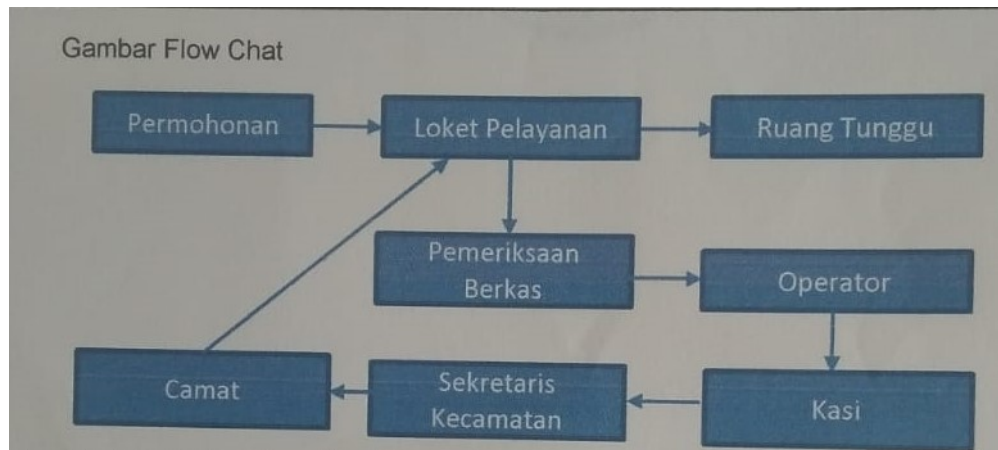 Gambar Flow Chat
Permohonan
Loket Pelayanan
Ruang Tunggu
Pemeriksaan
Berkas
Operator
Camat
Sekretaris
Kecamatan
Kasi